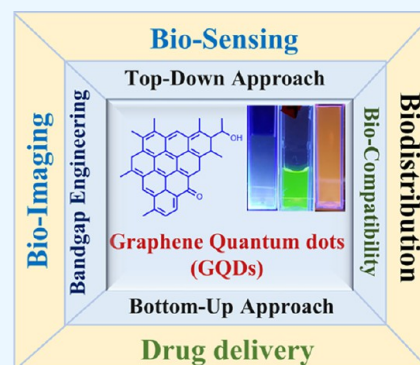 Bio-Sensing
Top-Down Approach
Bio-Imaging
Bandgap Engineering
OH
O
Graphene Quantum dots
(GQDs)
Bio-Compatibility
Biodistribution
Bottom-Up Approach
Drug delivery